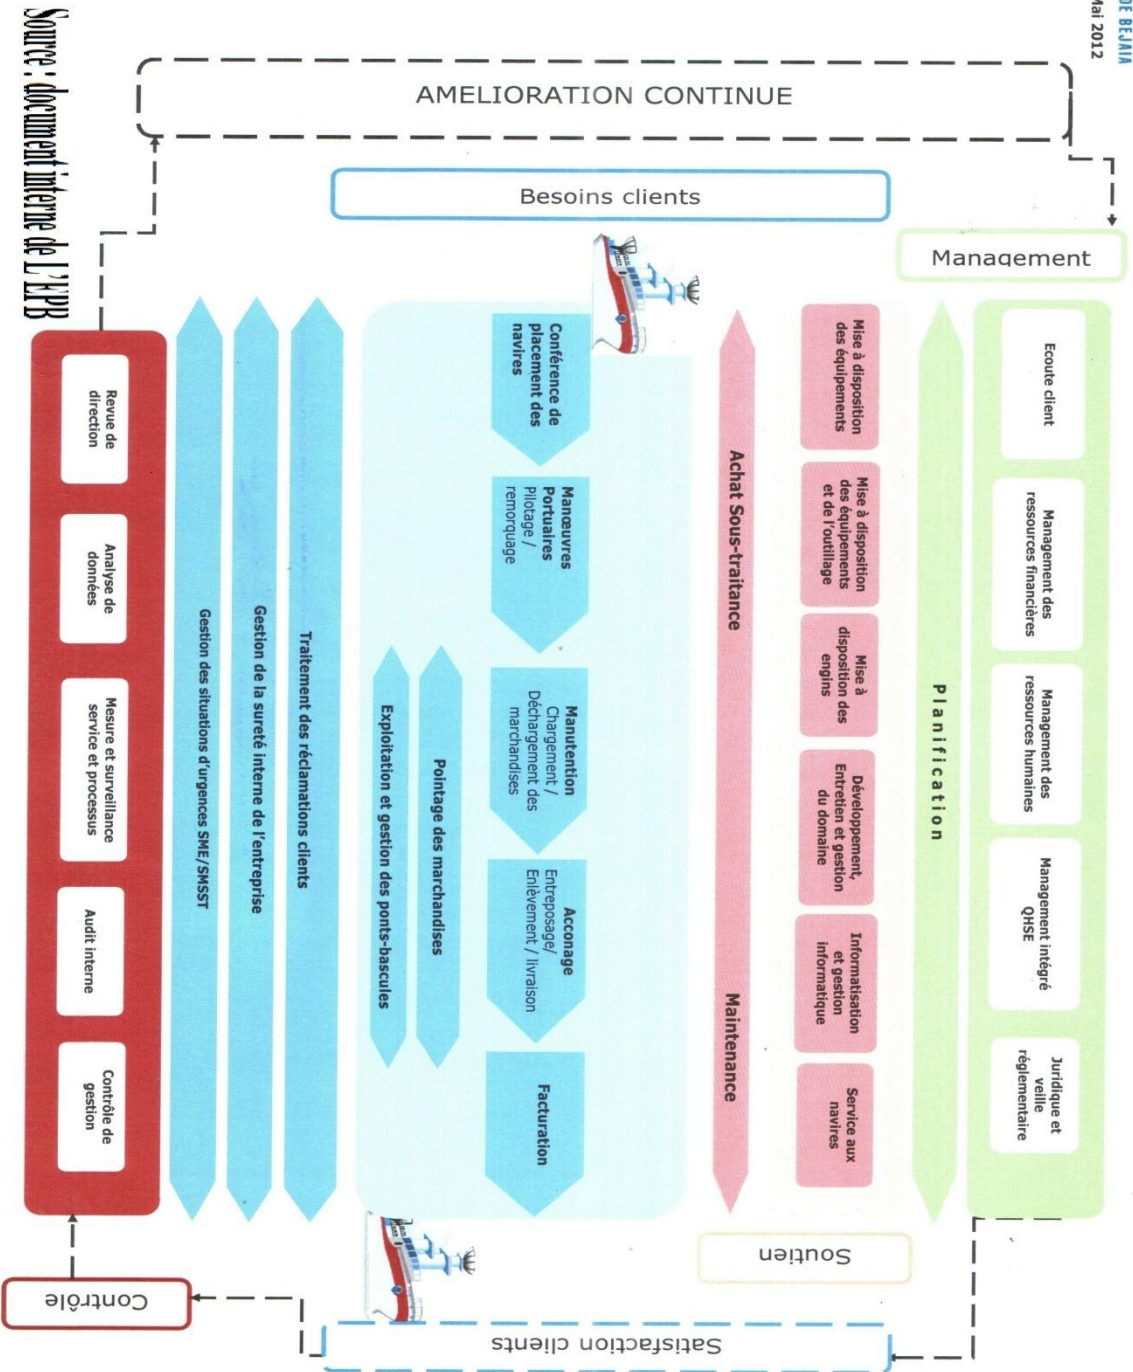 DE BEJAIA
Mai 2012
AMELIORATION CONTINUE
Besoins clients
Management
Ecoute client
Management des
ressources financières
Management des
ressources humaines
Management intégré
QHSE
Juridique et
veille
réglementaire
Planification
Mise à disposition
des équipements
Mise à disposition
des équipements
et de l'outillage
Mise à
disposition des
engins
Développement,
Entretien et gestion
du domaine
Informatisation
et gestion
informatique
Service aux
navires
Soutien
Achat Sous-traitance
Maintenance
Conférence de
placement des
navires
Manœuvres
Portuaires
Pilotage /
remorquage
Manutention
Chargement /
Déchargement des
marchandises
Acconage
Entreposage/
Enlèvement / livraison
Facturation
Pointage des marchandises
Exploitation et gestion des ponts-bascules
Traitement des réclamations clients
Gestion de la sureté interne de l'entreprise
Gestion des situations d'urgences SME/SMSST
Revue de
direction
Analyse de
données
Mesure et surveillance
service et processus
Audit interne
Contrôle de
gestion
Contrôle
Satisfaction clients
Source : document interne de L'EPB